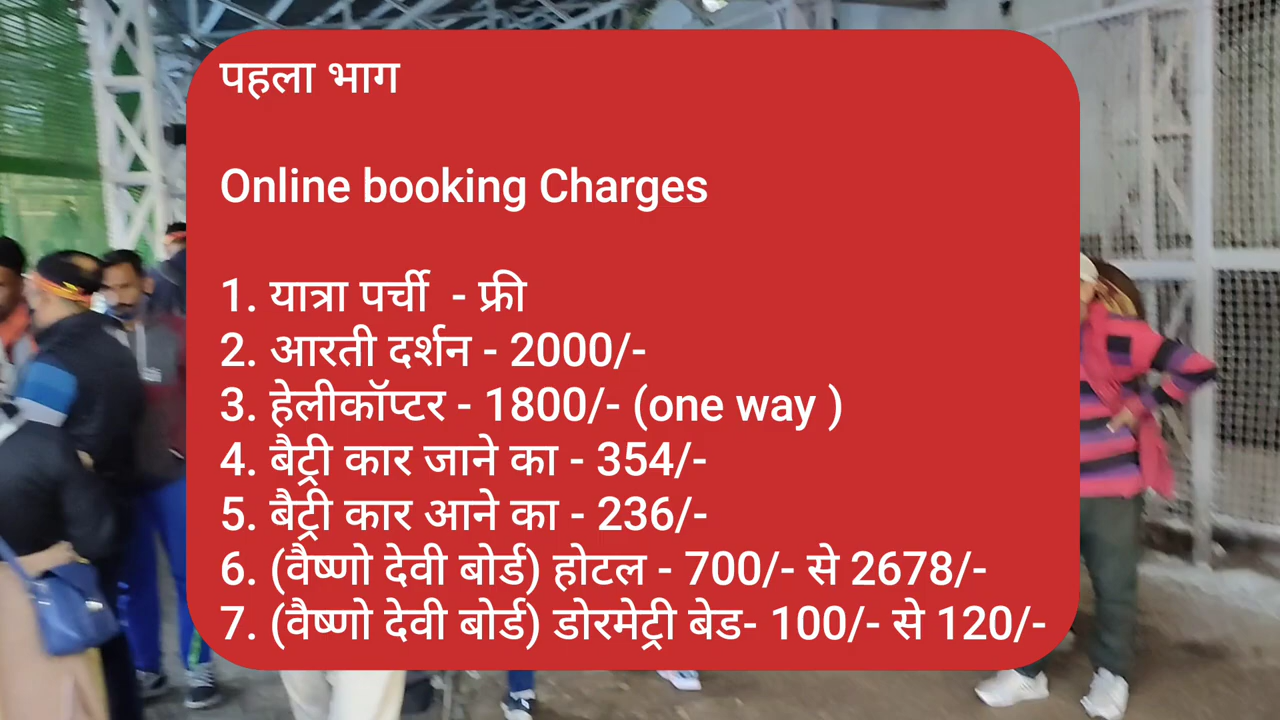 पहला भाग
Online booking Charges
1. यात्रा पर्ची - फ्री
2. आरती दर्शन - 2000/-
3. हेलीकॉप्टर - 1800/- (one way )
4. बैट्री कार जाने का - 354/-
5. बैट्री कार आने का - 236/-
6. (वैष्णो देवी बोर्ड) होटल - 700/- से 2678/-
7. (वैष्णो देवी बोर्ड) डोरमेट्री बेड- 100/- से 120/-